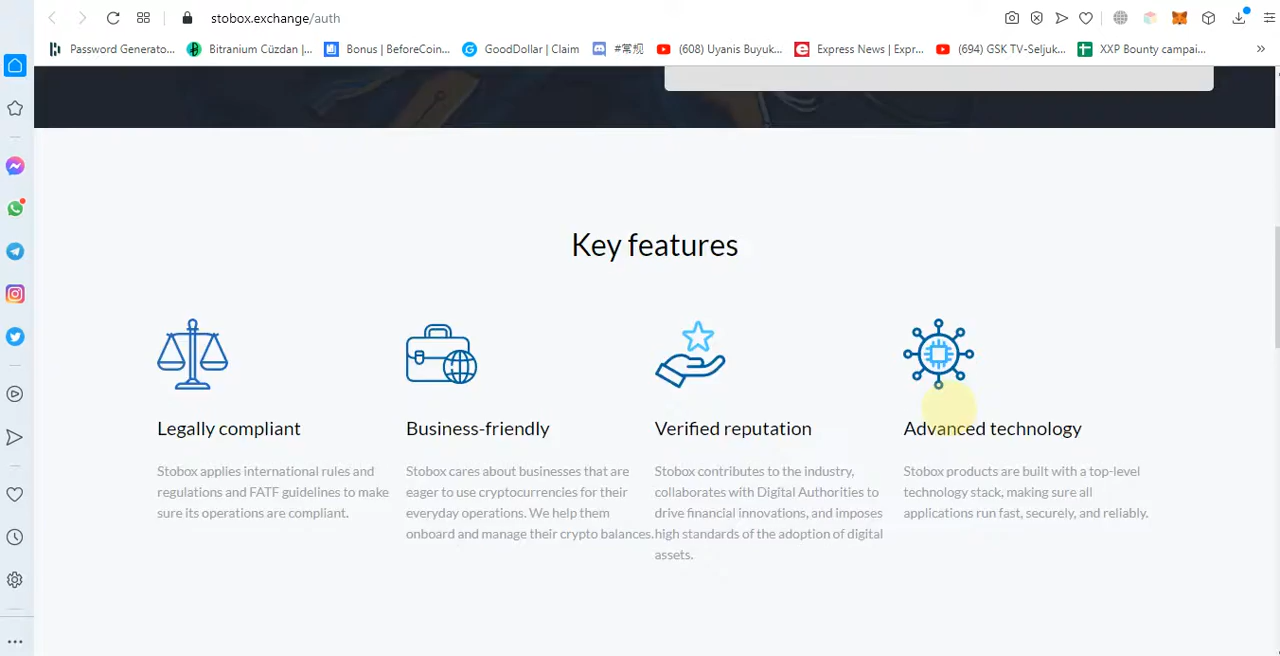 stobox.exchange/auth
Password Generato...
Bitranium Cüzdan |...
Bonus | BeforeCoin...
GoodDollar | Claim
#常规
(608) Uyanis Buyuk...
Express News | Expr...
(694) GSK TV-Seljuk...
XXP Bounty campai...
»
Key features
Legally compliant
Stobox applies international rules and
regulations and FATF guidelines to make
sure its operations are compliant.
Business-friendly
Stobox cares about businesses that are
eager to use cryptocurrencies for their
everyday operations. We help them
onboard and manage their crypto balances.
Verified reputation
Stobox contributes to the industry,
collaborates with Digital Authorities to
drive financial innovations, and imposes
high standards of the adoption of digital
assets.
Advanced technology
Stobox products are built with a top-level
technology stack, making sure all
applications run fast, securely, and reliably.